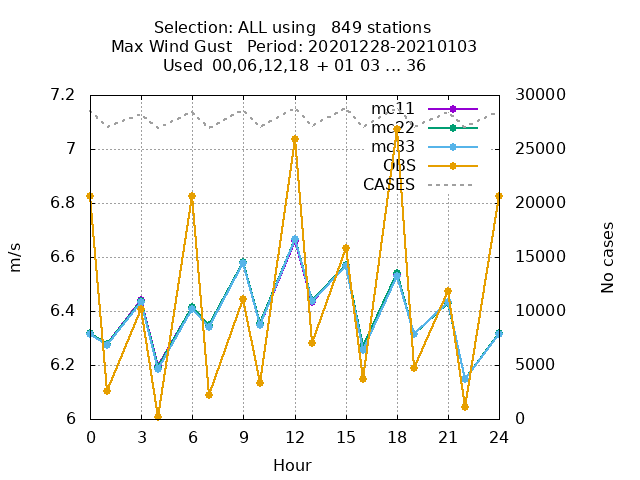 Selection: ALL using   849 stations
Max Wind Gust   Period: 20201228-20210103
Used  00,06,12,18  + 01 03 ... 36
7.2
7
6.8
6.6
6.4
6.2
6
30000
25000
20000
15000
10000
5000
0
mc11
mc22
mc33
OBS
CASES
m/s
No cases
0 3 6 9 12 15 18 21 24
Hour